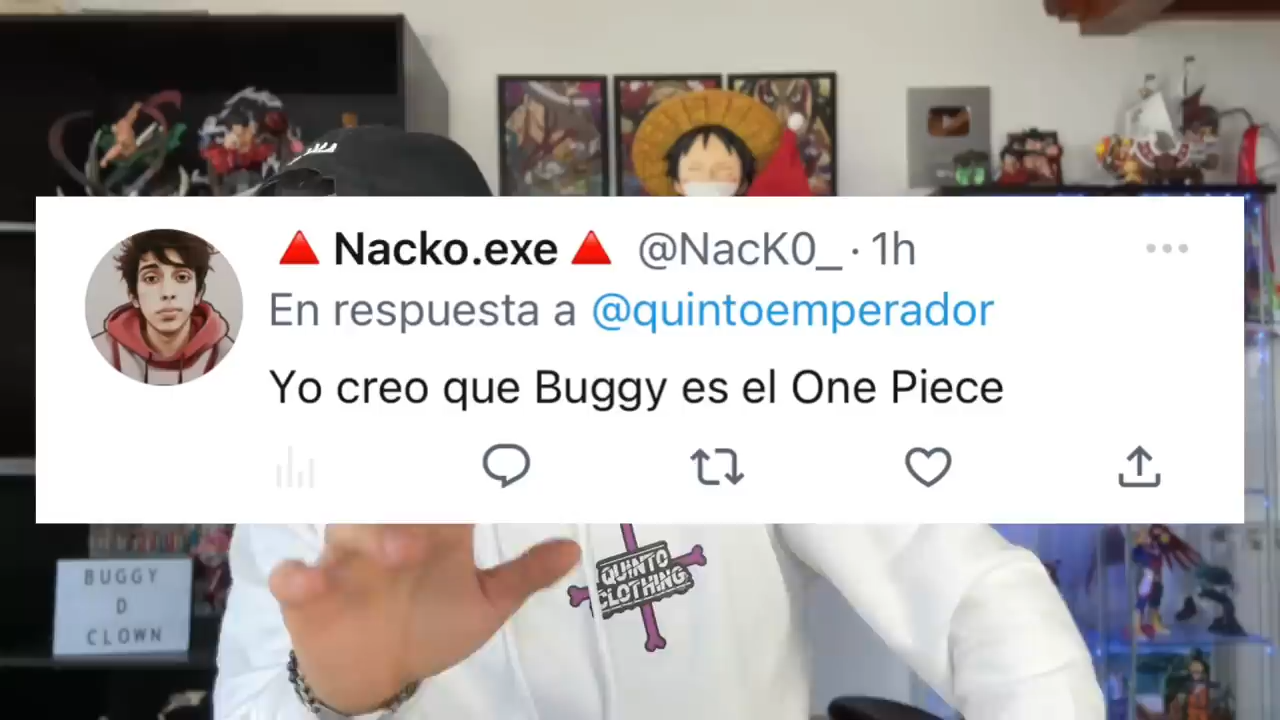 🔺 Nacko.exe 🔺 @NacK0_ · 1h
En respuesta a @quintoemperador
Yo creo que Buggy es el One Piece
QUINTO
CLOTHING
BUGGY
D
CLOWN